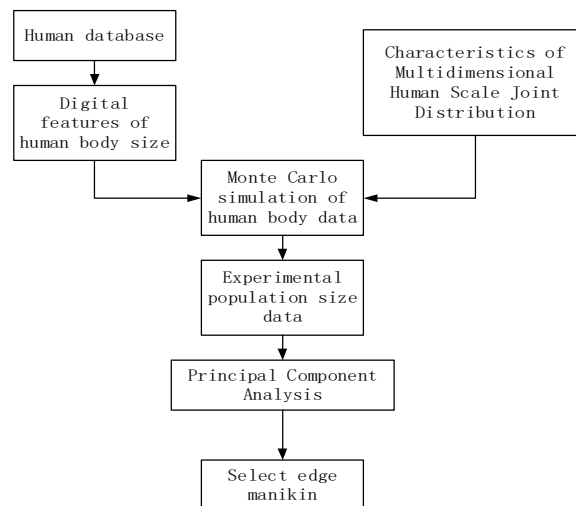 Human database
Digital
features of
human body size
Characteristics of
Multidimensional
Human Scale Joint
Distribution
Monte Carlo
simulation of
human body data
Experimental
population size
data
Principal Component
Analysis
Select edge
manikin